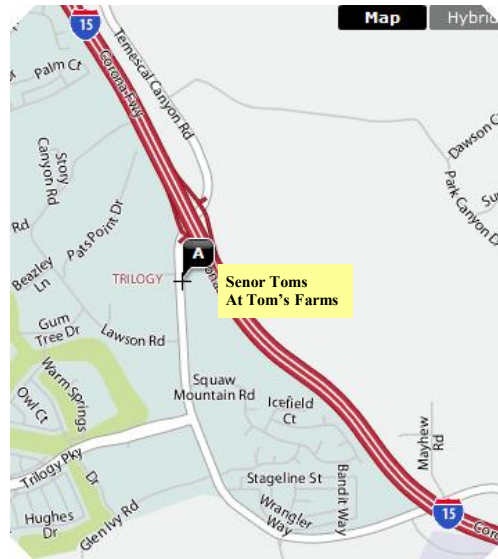 Map
Hybrid
15
Temescal Canyon Rd
Palm Ct
Corona Fwy
Dawson C
Story
Canyon Rd
Park Canyon D
Su
Rd
Pats Point Dr
A
TRILOGY
Senor Toms
At Tom's Farms
Beazley
Ln
Gum
Tree Dr
Lawson Rd
Warm Springs
Dr
Owl Ct
Squaw
Mountain Rd
Icefield
Ct
Trilogy Pky
Mayhew
Rd
Stageline St
Bandit Way
Wrangler
Way
Glen Ivy Rd
Hughes
Dr
15
Cor